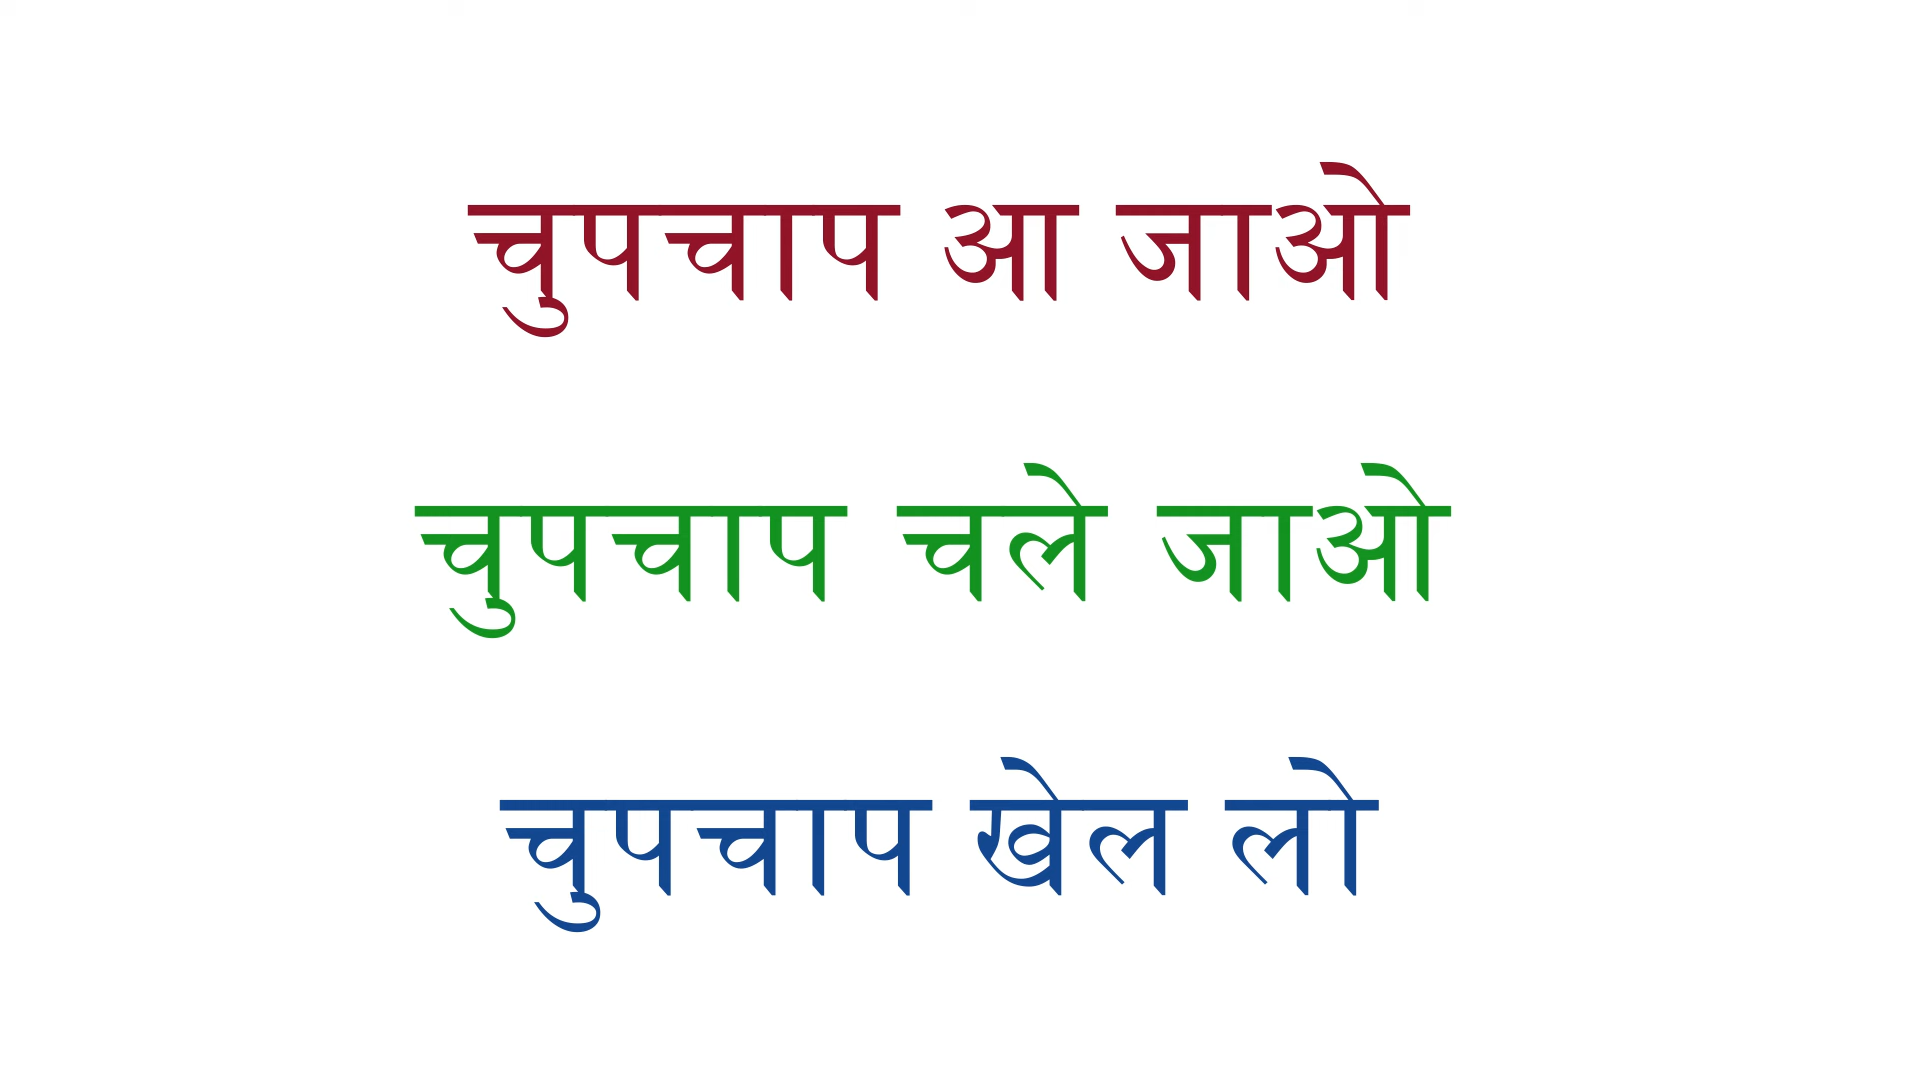 चुपचाप आ जाओ
चुपचाप चले जाओ
चुपचाप खेल लो